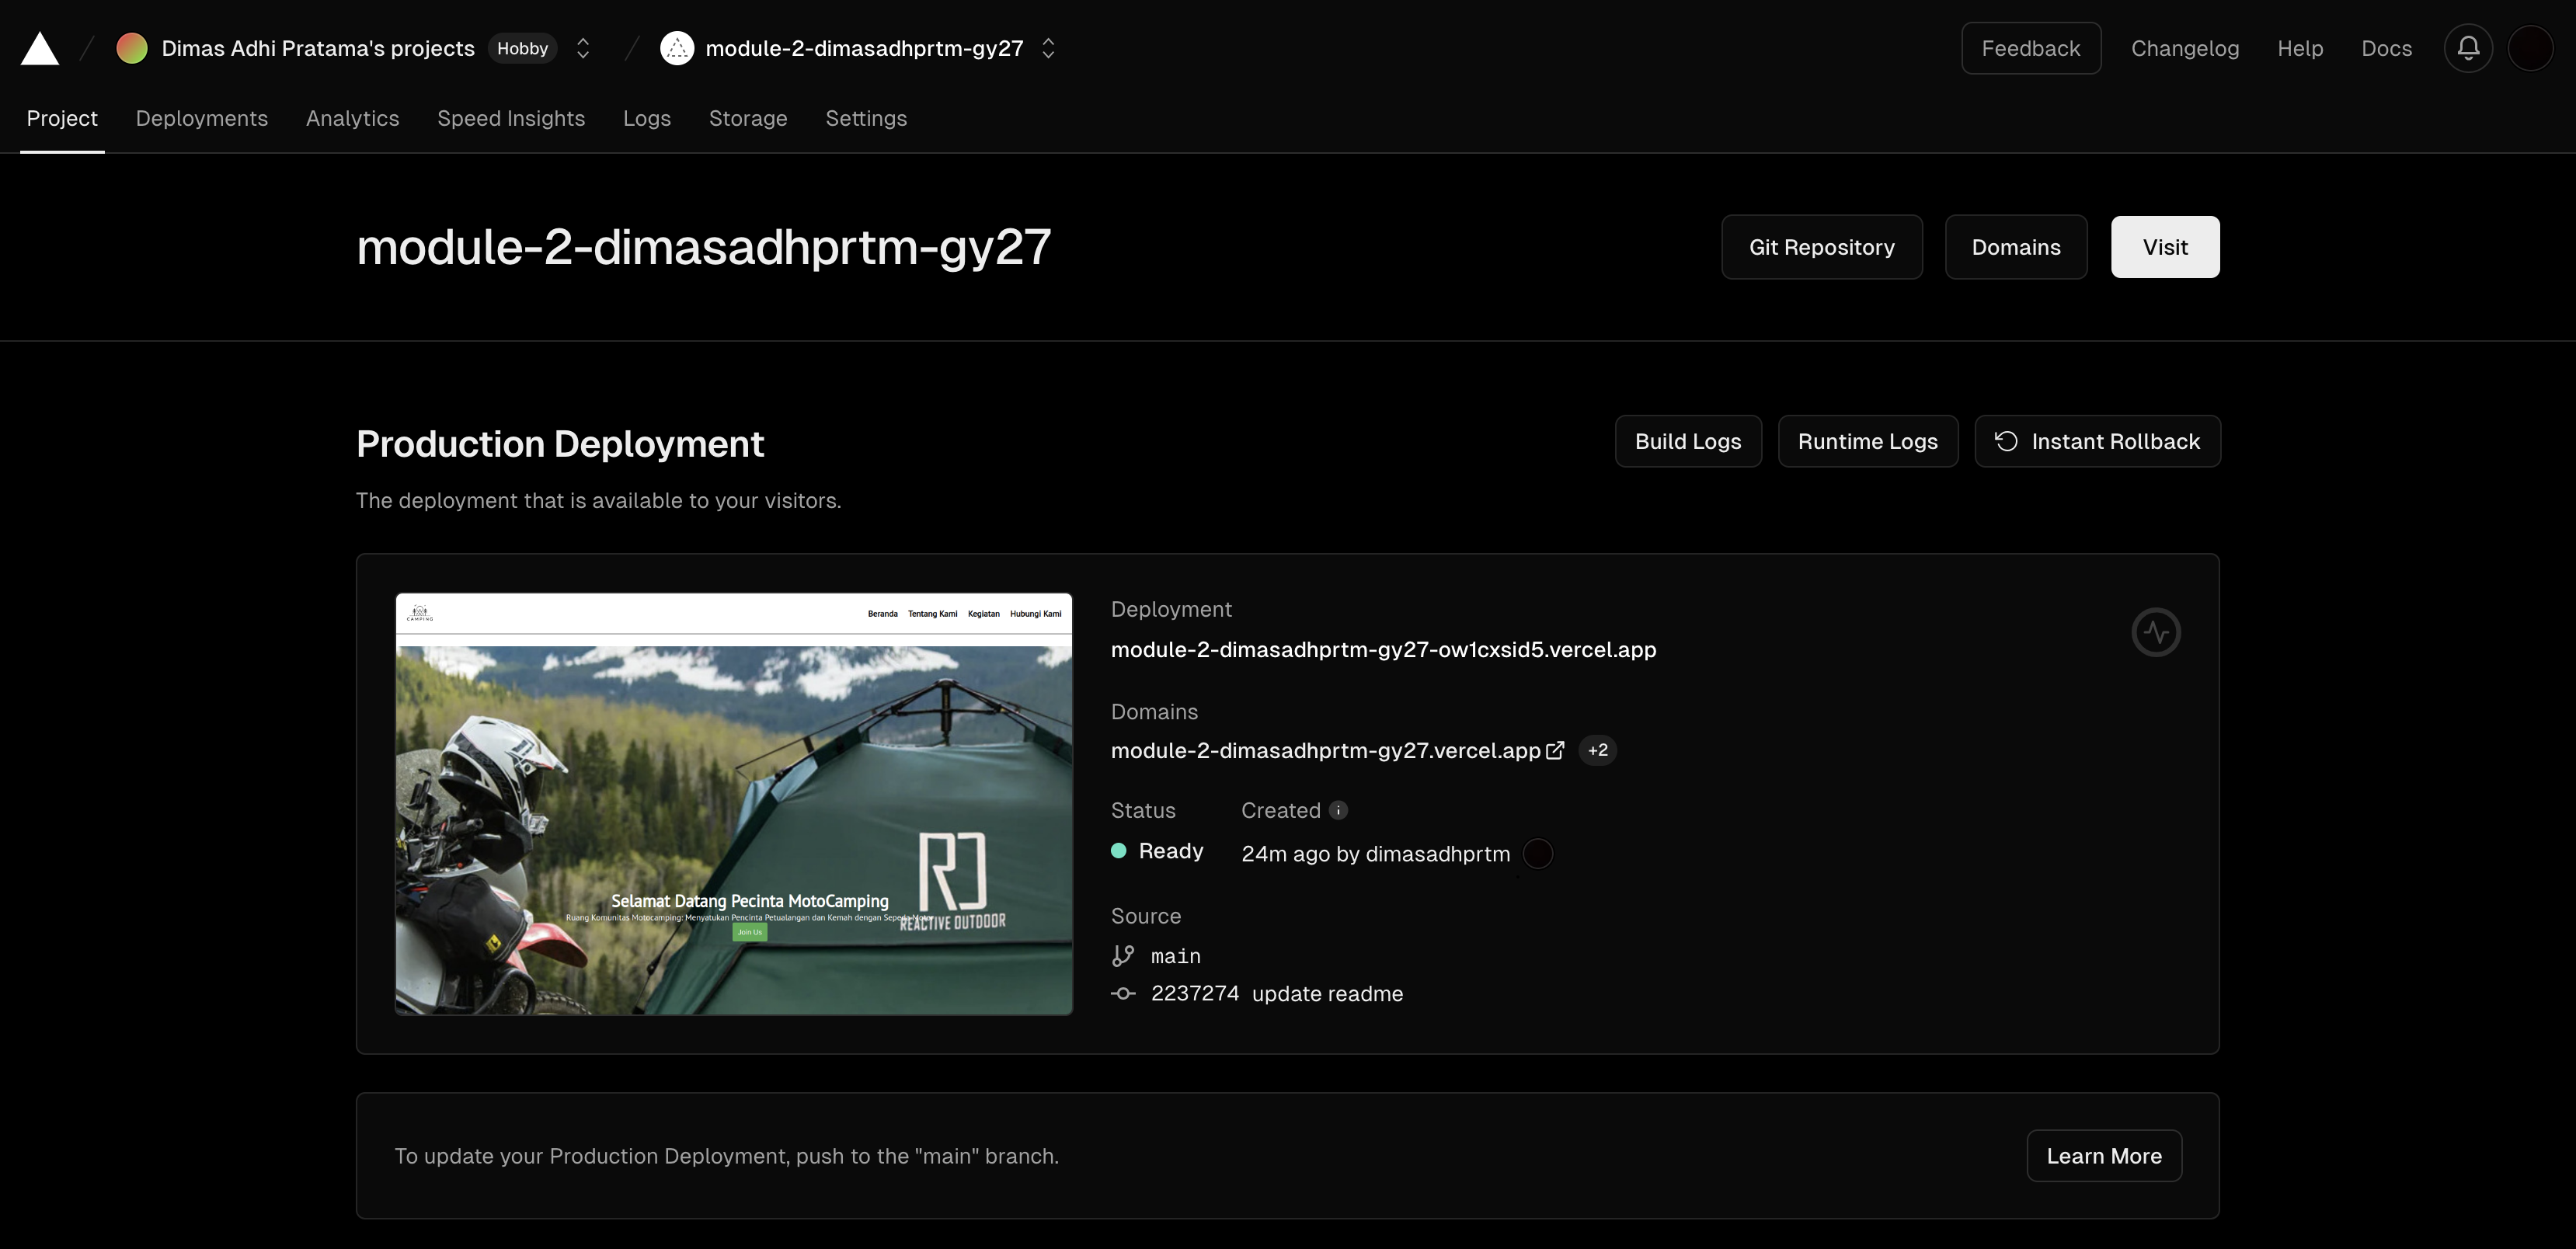 Dimas Adhi Pratama's projects Hobby module-2-dimasadhprtm-gy27 Feedback Changelog Help Docs
Project Deployments Analytics Speed Insights Logs Storage Settings
module-2-dimasadhprtm-gy27 Git Repository Domains Visit
Production Deployment Build Logs Runtime Logs Instant Rollback
The deployment that is available to your visitors.
CAMPING Beranda Tentang Kami Kegiatan Hubungi Kami
RJ
REACTIVE OUTDOOR
Selamat Datang Pecinta MotoCamping
Ruang Komunitas Motocamping: Menyatukan Pencinta Petualangan dan Kemah dengan Sepeda Motor
Join Us
Deployment
module-2-dimasadhprtm-gy27-ow1cxsid5.vercel.app
Domains
module-2-dimasadhprtm-gy27.vercel.app +2
Status Created
Ready 24m ago by dimasadhprtm
Source
main
2237274 update readme
To update your Production Deployment, push to the "main" branch. Learn More